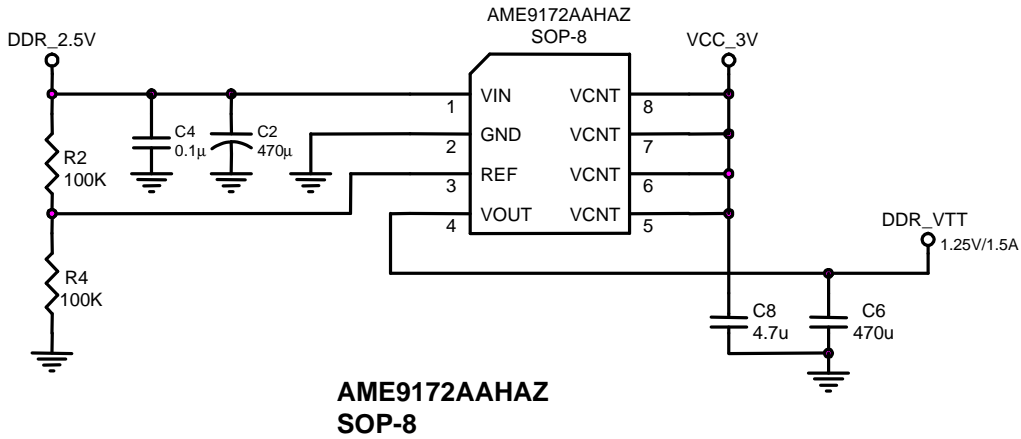 AME9172AAHAZ
SOP-8
DDR_2.5V
VCC_3V
1
VIN
VCNT
8
C4
0.1µ
C2
470µ
2
GND
VCNT
7
R2
100K
3
REF
VCNT
6
4
VOUT
VCNT
5
DDR_VTT
1.25V/1.5A
R4
100K
C8
4.7u
C6
470u
AME9172AAHAZ
SOP-8